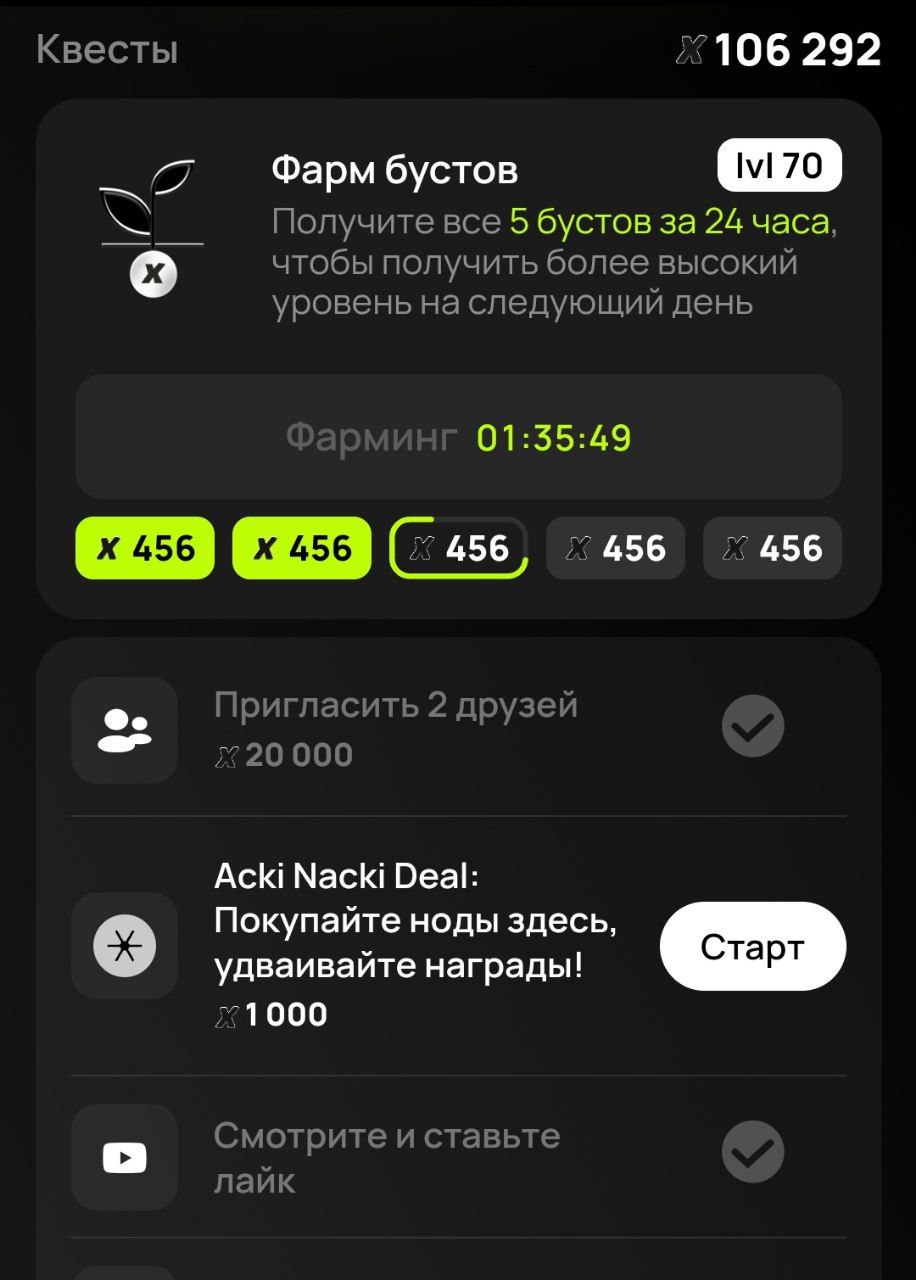 Квесты
X 106 292
Фарм бустов
lvl 70
Получите все 5 бустов за 24 часа,
чтобы получить более высокий
уровень на следующий день
X
Фарминг 01:35:49
X 456 X 456 X 456 X 456 X 456
Пригласить 2 друзей
X 20 000
Acki Nacki Deal:
Покупайте ноды здесь,
удваивайте награды!
X 1 000
Старт
Смотрите и ставьте
лайк